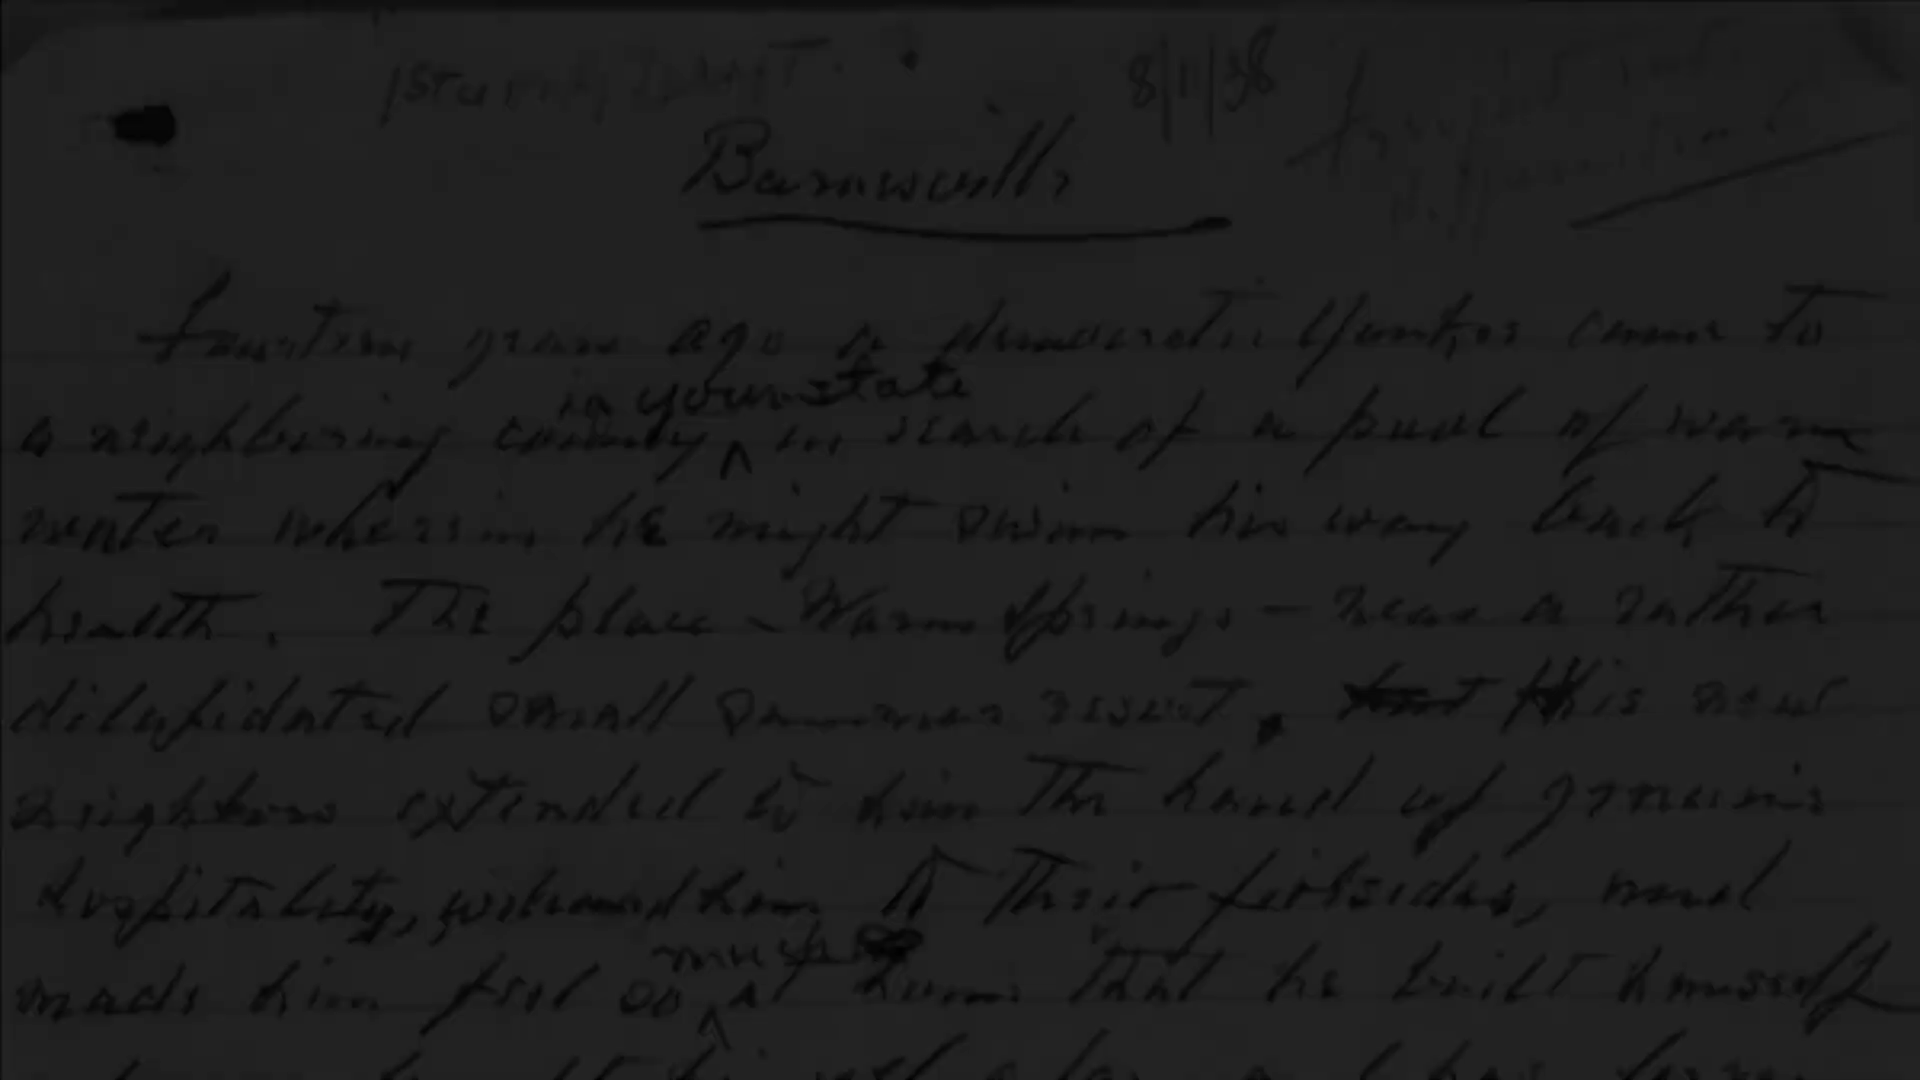 8/11/38
Barnesville
Fourteen years ago a democratic Yankee came to
in your state
a neighboring county ^ in search of a pool of warm
water wherein he might swim his way back to
health. The place - Warm Springs - was a rather
dilapidated small summer resort. his new
neighbors extended to him the hand of genuine
hospitality, welcomed him to their firesides, and
much
made him feel so ^ at home that he built himself